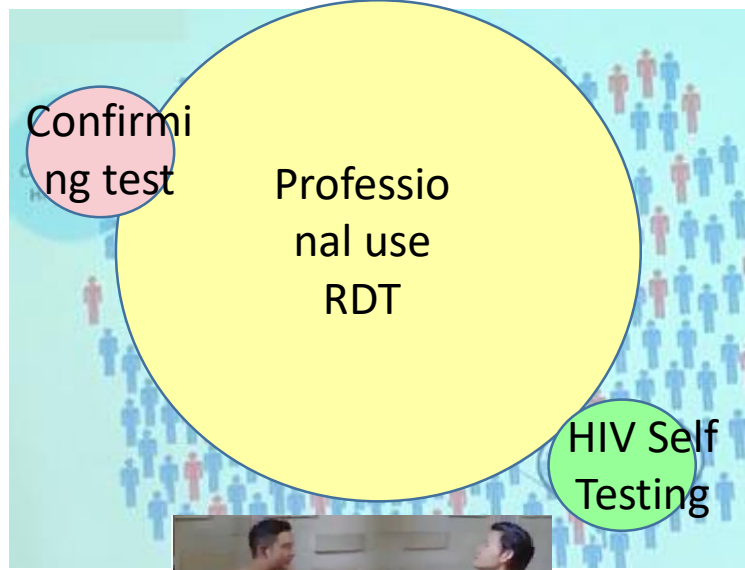 Confirmi
ng test
Professio
nal use
RDT
HIV Self
Testing